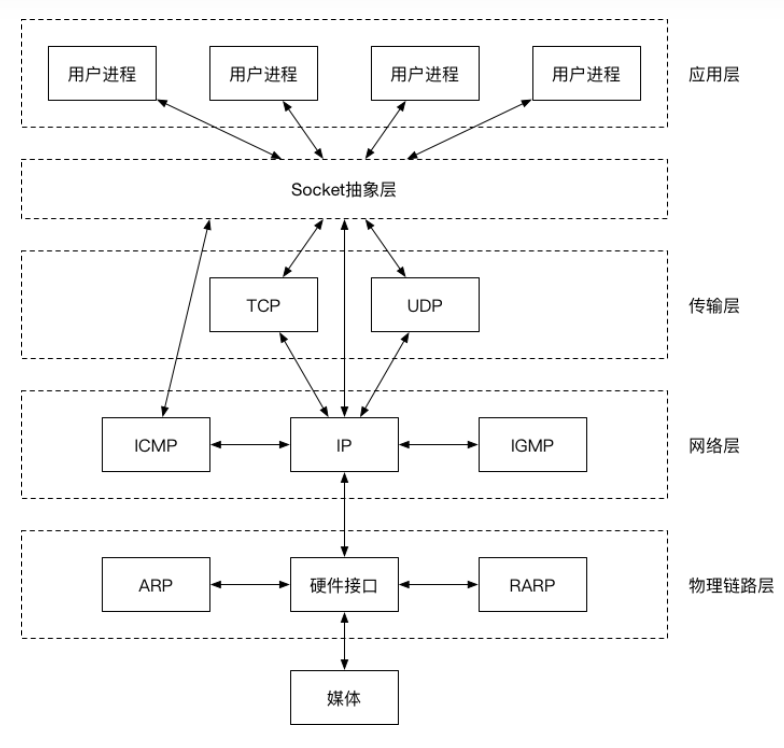 用户进程
用户进程
用户进程
用户进程
应用层
Socket抽象层
TCP
UDP
传输层
ICMP
IP
IGMP
网络层
ARP
硬件接口
RARP
物理链路层
媒体